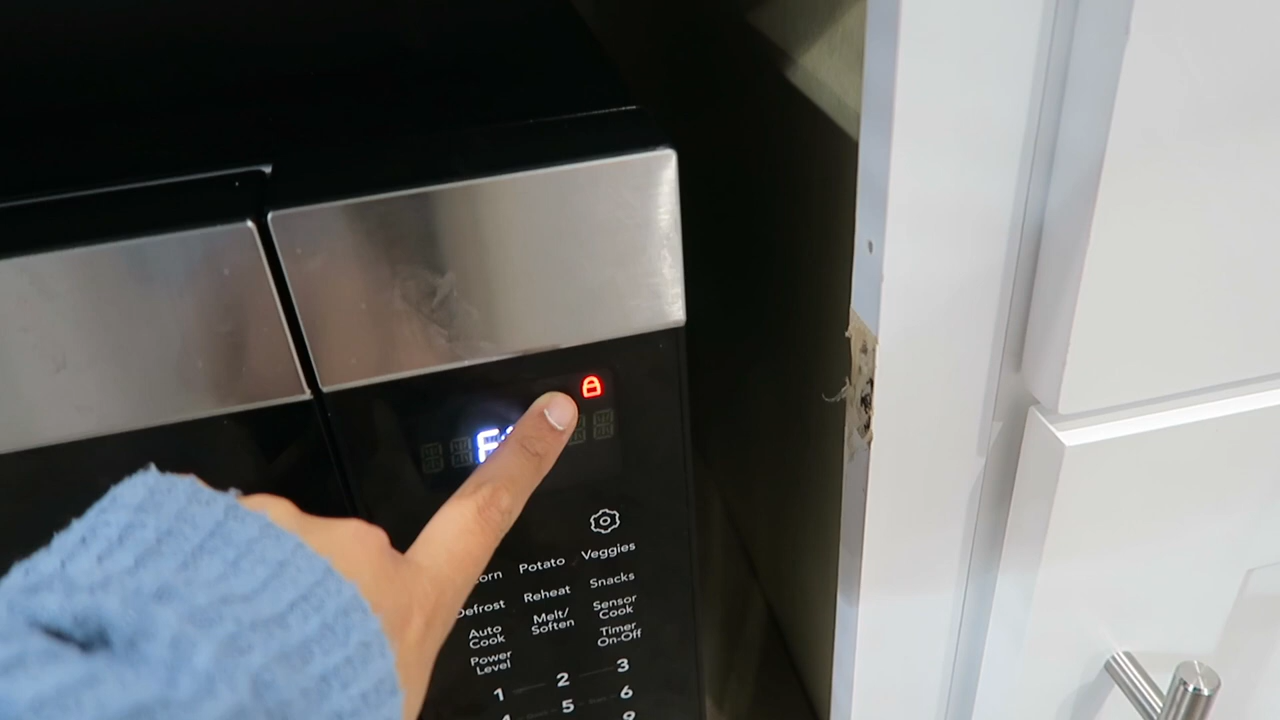 Potato
Veggies
Defrost
Reheat
Snacks
Auto
Cook
Melt/
Soften
Sensor
Cook
Power
Level
Timer
On-Off
1
2
3
5
6